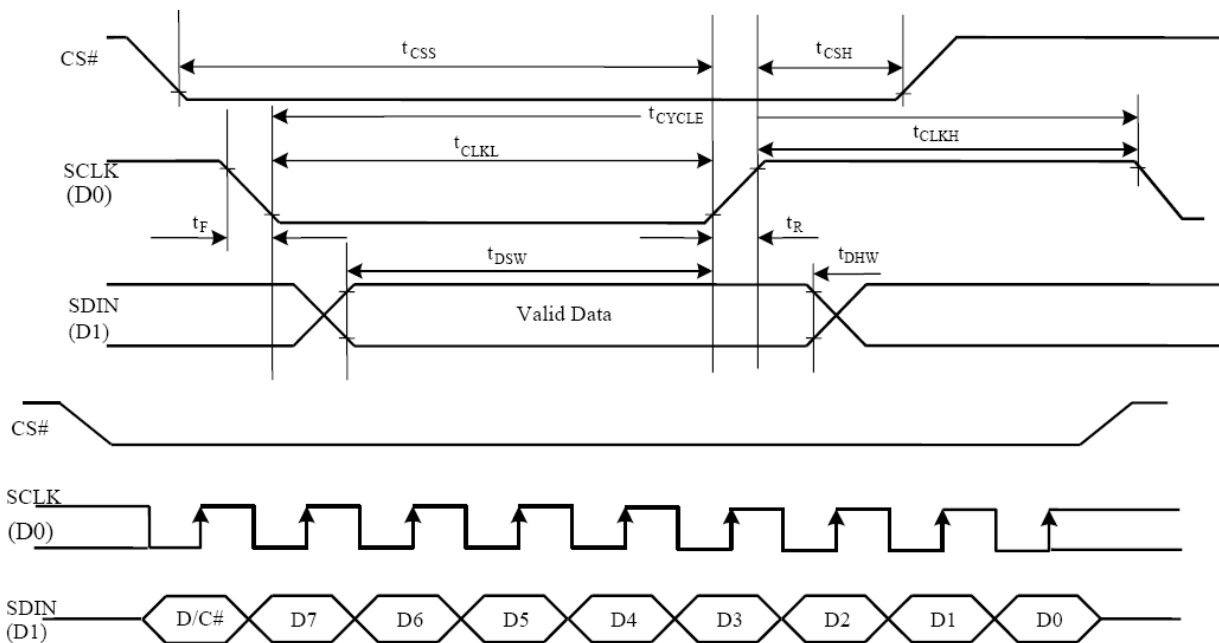 CS#
tCSS
tCSH
tCYCLE
SCLK
(D0)
tCLKL
tCLKH
tF
tR
tDSW
tDHW
SDIN
(D1)
Valid Data
CS#
SCLK
(D0)
SDIN
(D1)
D/C# D7 D6 D5 D4 D3 D2 D1 D0